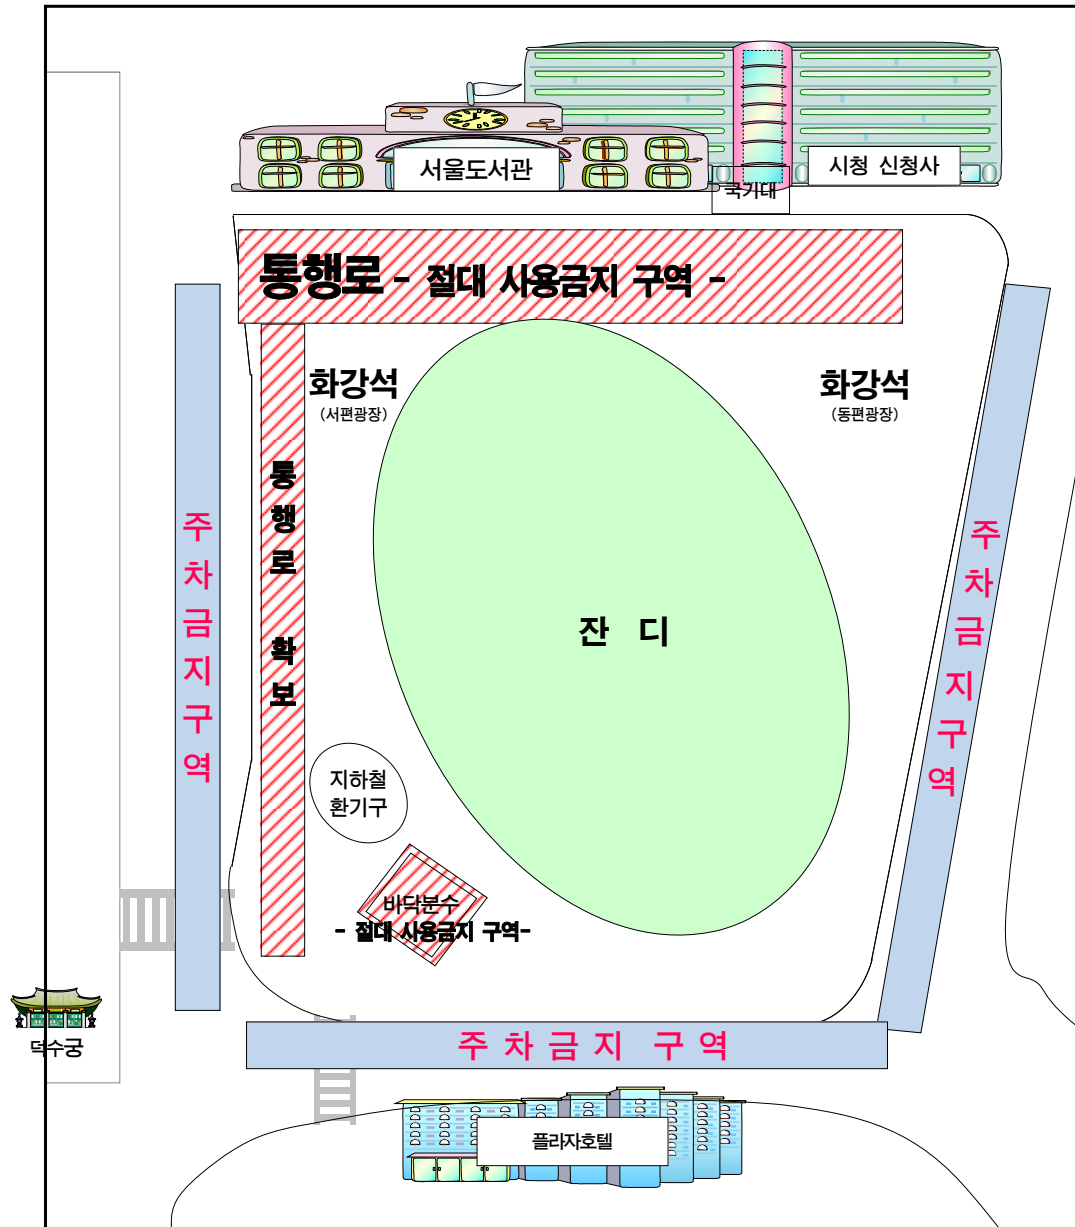 서울도서관
시청 신청사
국기대
통행로 - 절대 사용금지 구역 -
화강석
(서편광장)
화강석
(동편광장)
통행로 확보
주차금지구역
주차금지구역
잔 디
지하철
환기구
바닥분수
- 절대 사용금지 구역-
덕수궁
주차금지 구역
플라자호텔